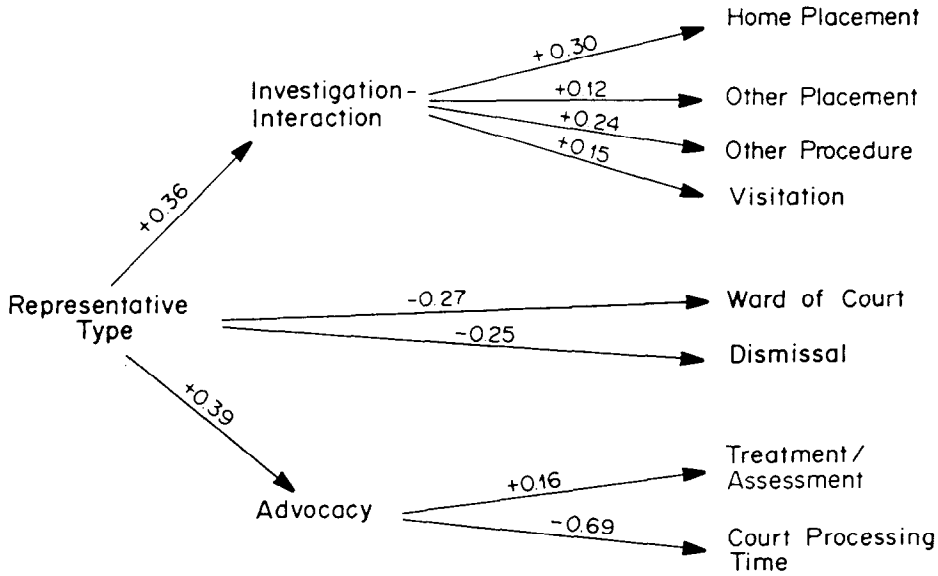 Home Placement
+0.30
Investigation-
Interaction
+0.12
Other Placement
+0.24
Other Procedure
+0.15
Visitation
+0.36
Representative
Type
-0.27
Ward of Court
-0.25
Dismissal
+0.39
Treatment/
Assessment
+0.16
Advocacy
-0.69
Court Processing
Time